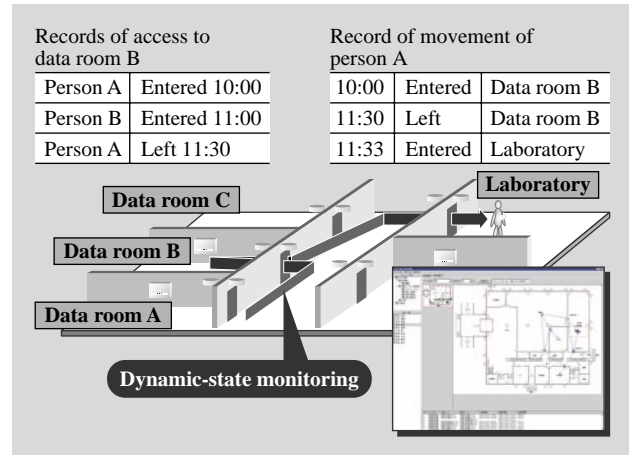 Records of access to
data room B
Person A Entered 10:00
Person B Entered 11:00
Person A Left 11:30
Record of movement of
person A
10:00 Entered Data room B
11:30 Left Data room B
11:33 Entered Laboratory
Laboratory
Data room C
Data room B
Data room A
Dynamic-state monitoring